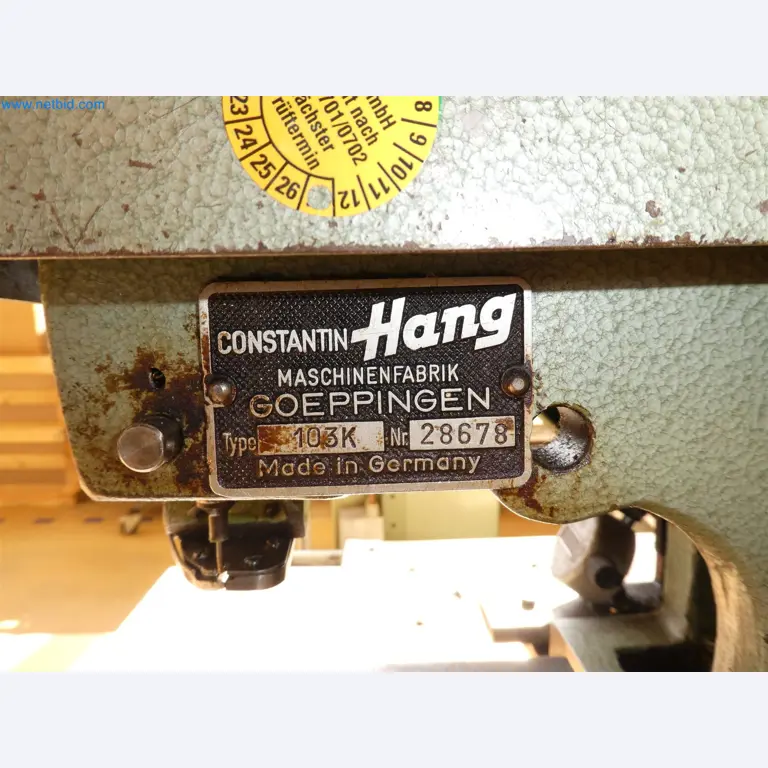 www.netbid.com
mbH
t nach
701/0702
ächster
rüftermin
23 24 25 26
8 9 10 11 12
CONSTANTIN Hang
MASCHINENFABRIK
GOEPPINGEN
Type 103K Nr. 28678
Made in Germany